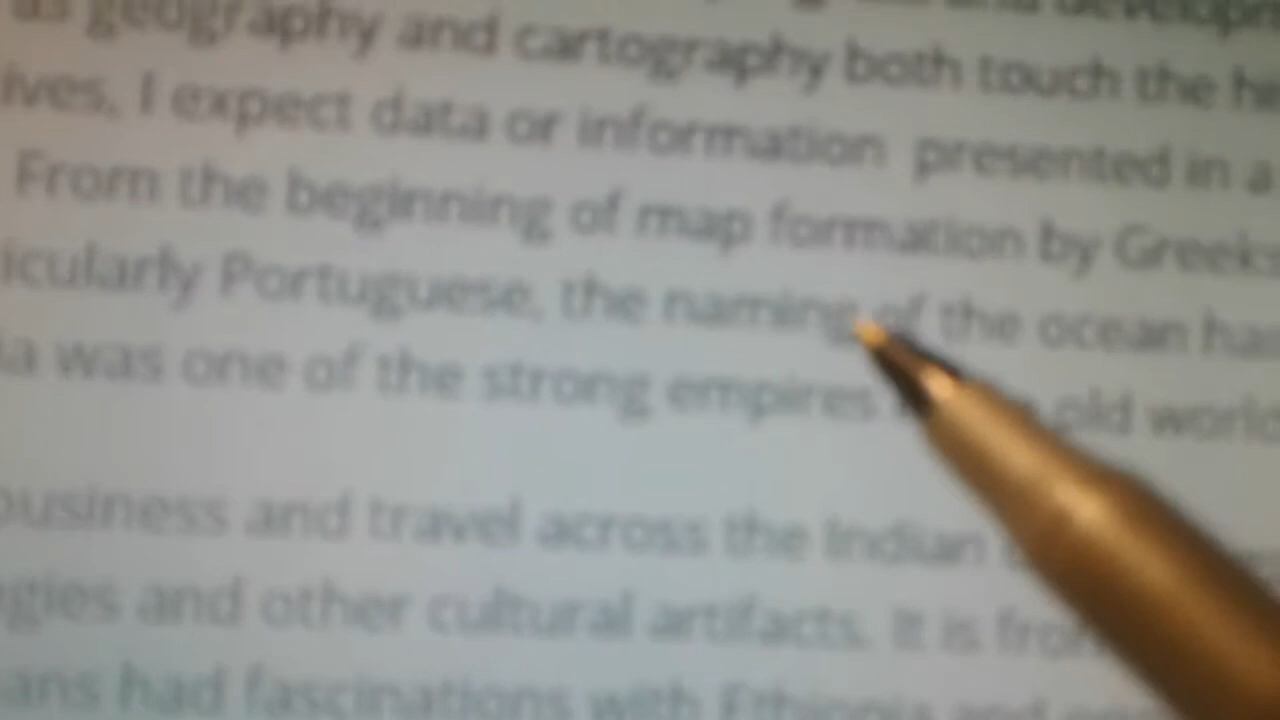 geography and cartography both touch the
I expect data or information presented in a
From the beginning of map formation by Greeks
icularly Portuguese, the naming of the ocean has
was one of the strong empires old world
business and travel across the Indian
gies and other cultural artifacts. It is from
ans had fascinations with Ethiopia and